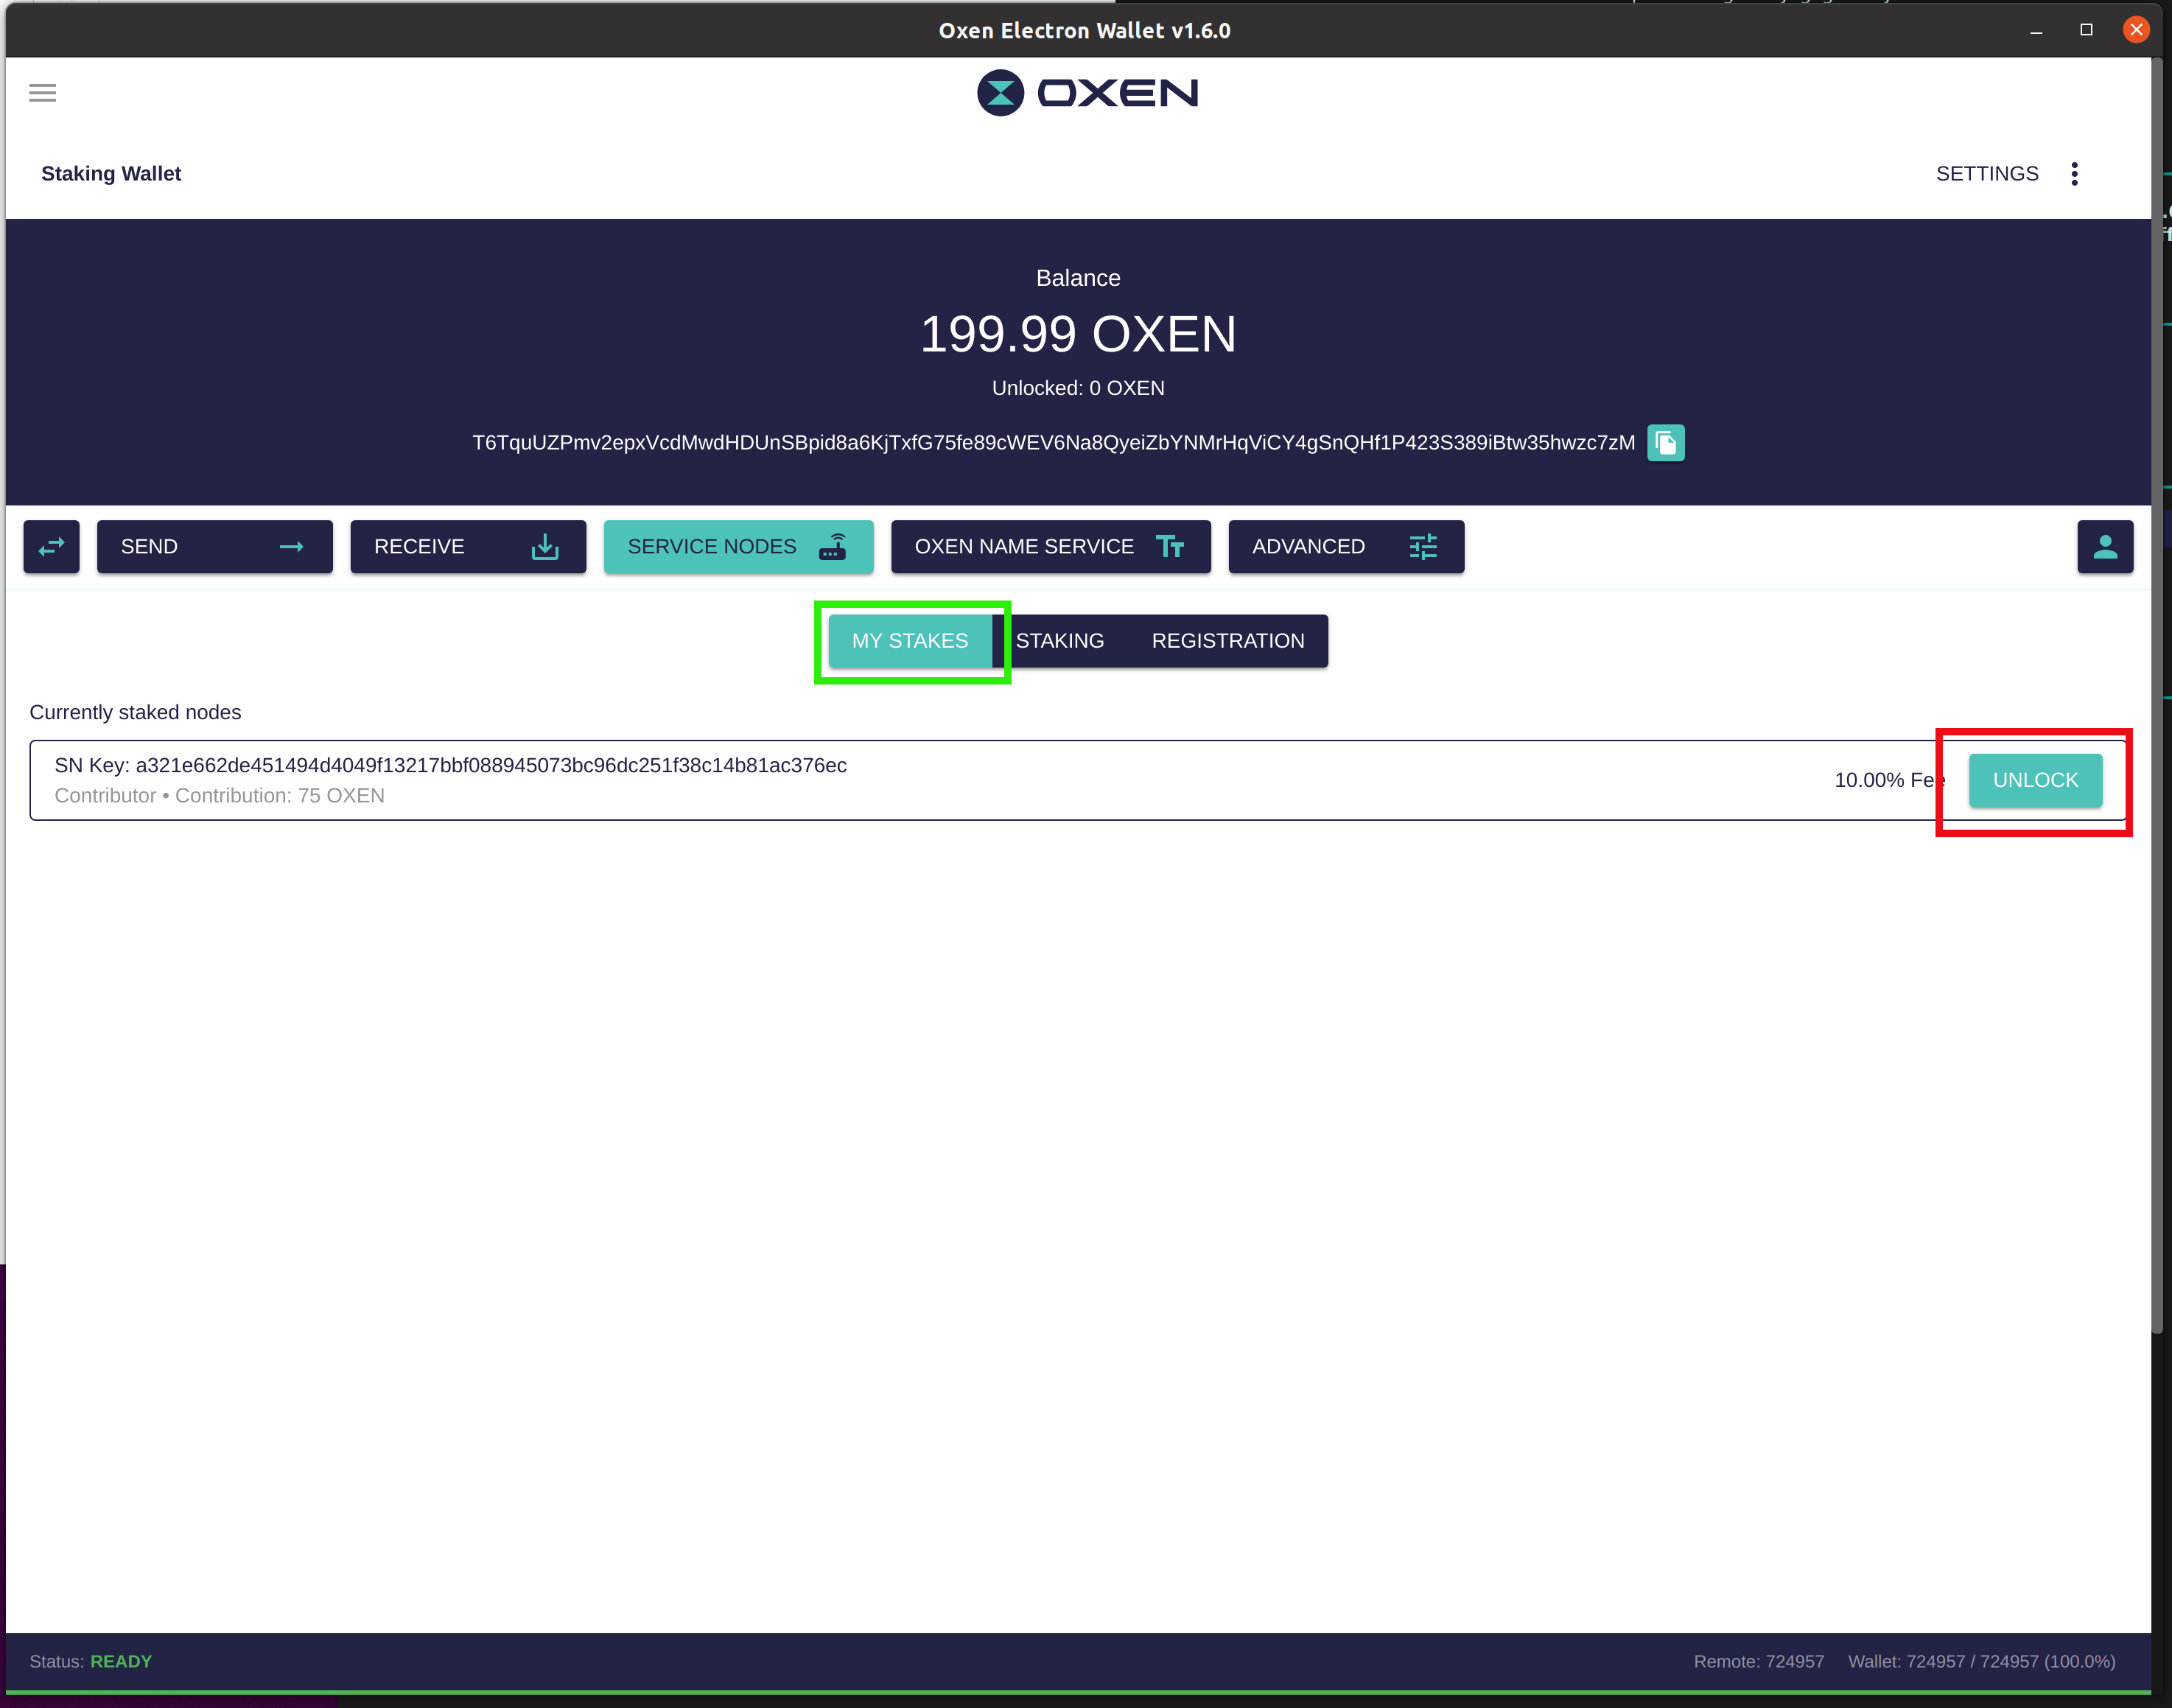 Oxen Electron Wallet v1.6.0
OXEN
Staking Wallet
SETTINGS
Balance
199.99 OXEN
Unlocked: 0 OXEN
T6TquUZPmv2epxVcdMwdHDUnSBpid8a6KjTxfG75fe89cWEV6Na8QyeiZbYNMrHqViCY4gSnQHf1P423S389iBtw35hwzc7zM
SEND
RECEIVE
SERVICE NODES
OXEN NAME SERVICE
ADVANCED
MY STAKES
STAKING
REGISTRATION
Currently staked nodes
SN Key: a321e662de451494d4049f13217bbf088945073bc96dc251f38c14b81ac376ec
Contributor • Contribution: 75 OXEN
10.00% Fee
UNLOCK
Status: READY
Remote: 724957
Wallet: 724957 / 724957 (100.0%)